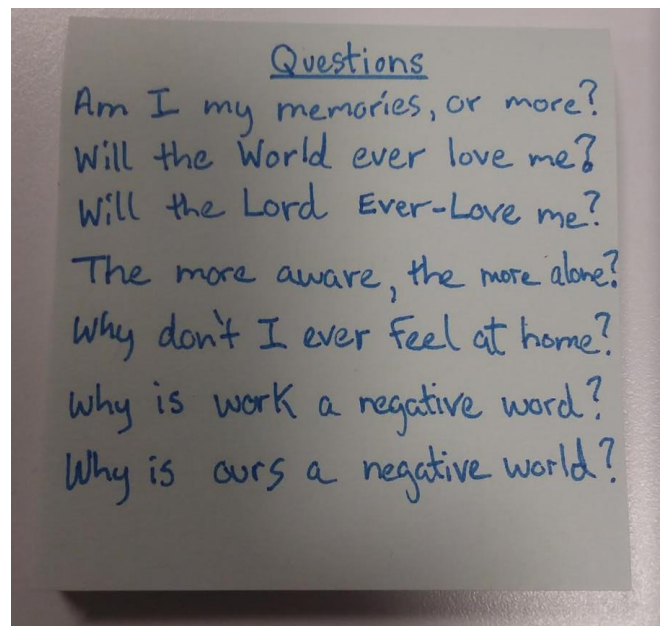 Questions
Am I my memories, or more?
Will the World ever love me?
Will the Lord Ever-Love me?
The more aware, the more alone?
Why don't I ever feel at home?
Why is work a negative word?
Why is ours a negative world?